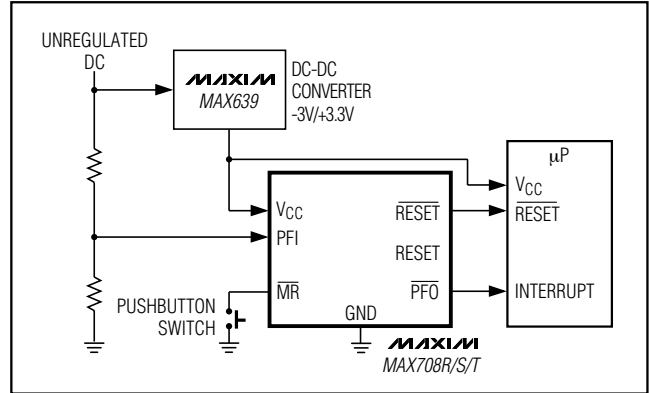 UNREGULATED
DC
MAXIM
MAX639
DC-DC
CONVERTER
-3V/+3.3V
µP
VCC
RESET
INTERRUPT
VCC
PFI
MR
GND
RESET
RESET
PFO
PUSHBUTTON
SWITCH
MAXIM
MAX708R/S/T